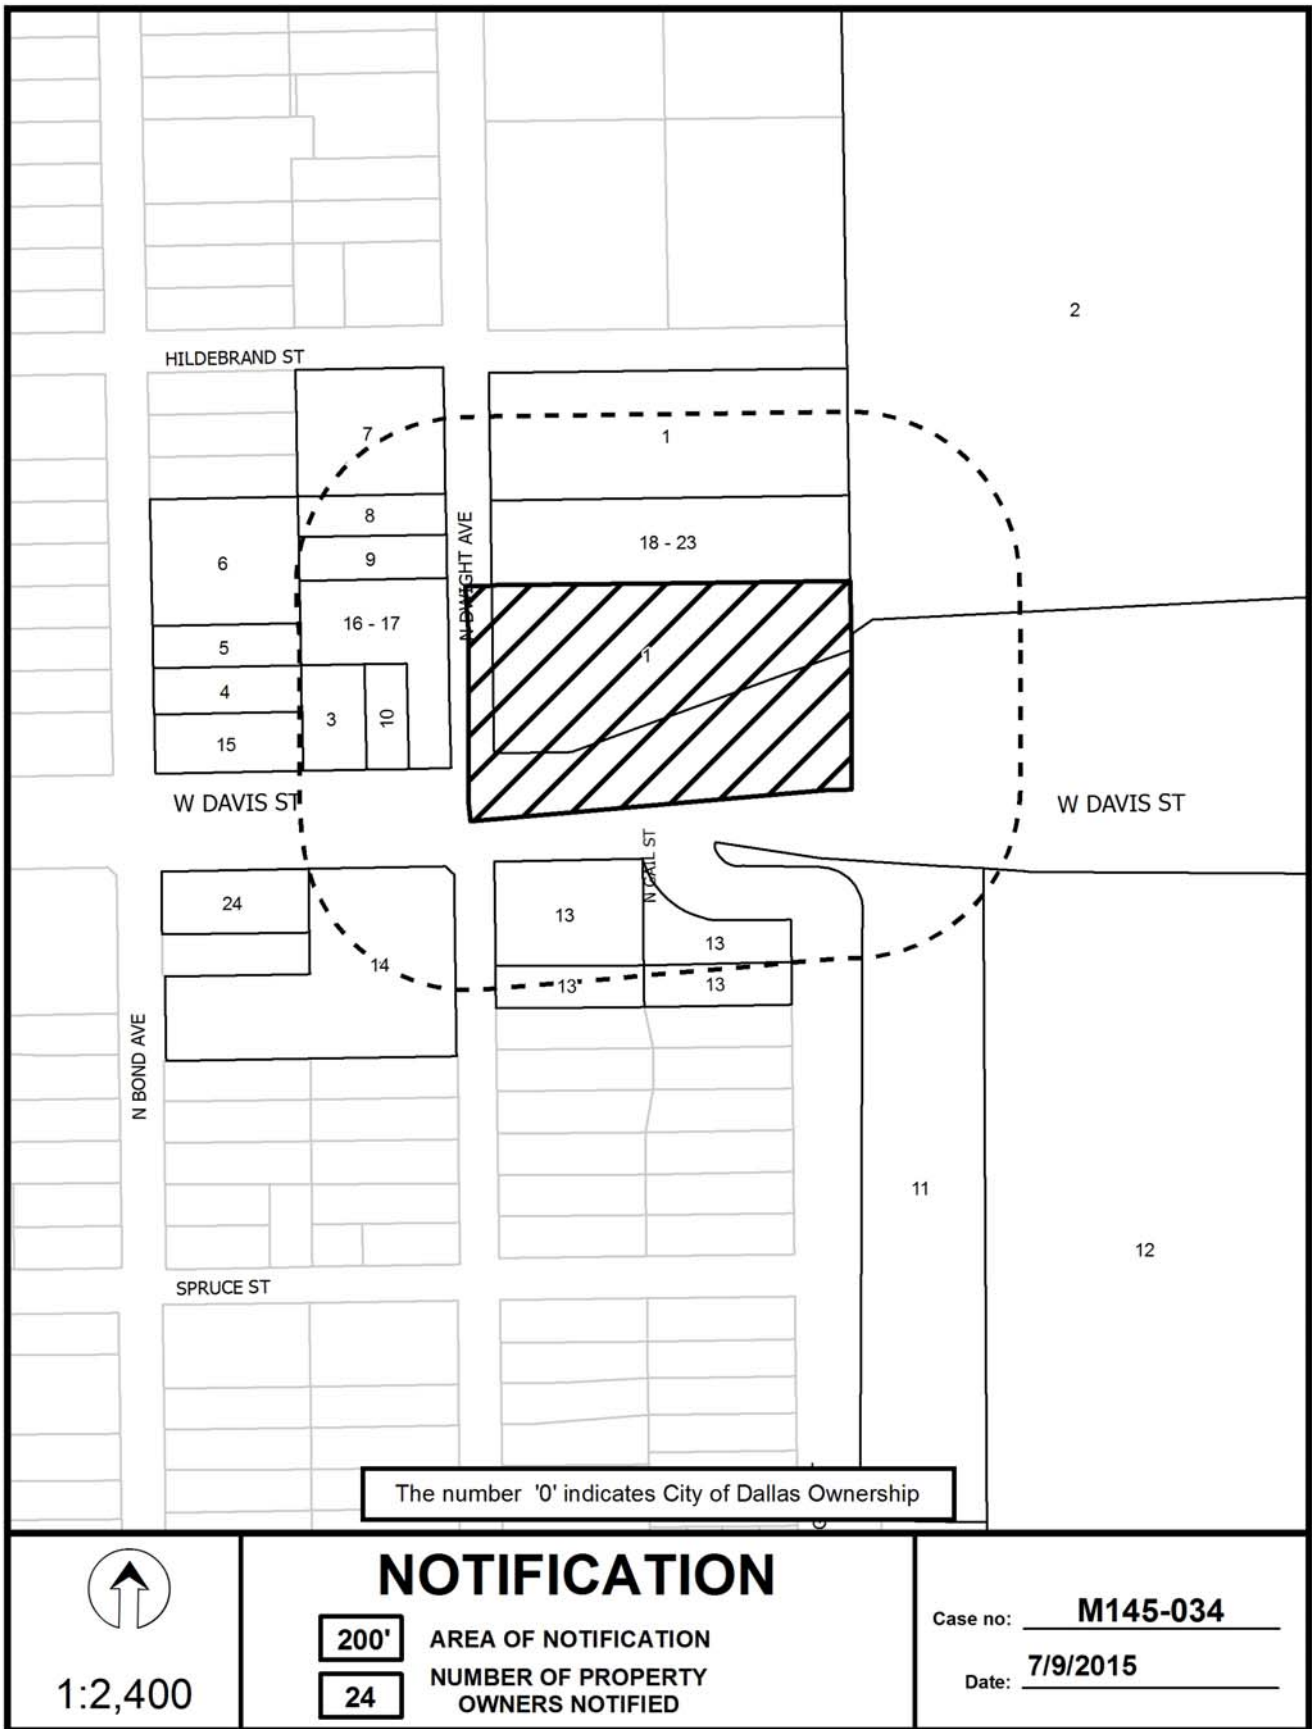 2
HILDEBRAND ST
7
1
8
N DWIGHT AVE
18 - 23
9
6
16 - 17
5
1
4
3
10
15
W DAVIS ST
W DAVIS ST
N GAIL ST
24
13
13
14
13
13
N BOND AVE
11
12
SPRUCE ST
The number '0' indicates City of Dallas Ownership
1:2,400
NOTIFICATION
200' AREA OF NOTIFICATION
24 NUMBER OF PROPERTY
OWNERS NOTIFIED
Case no: M145-034
Date: 7/9/2015